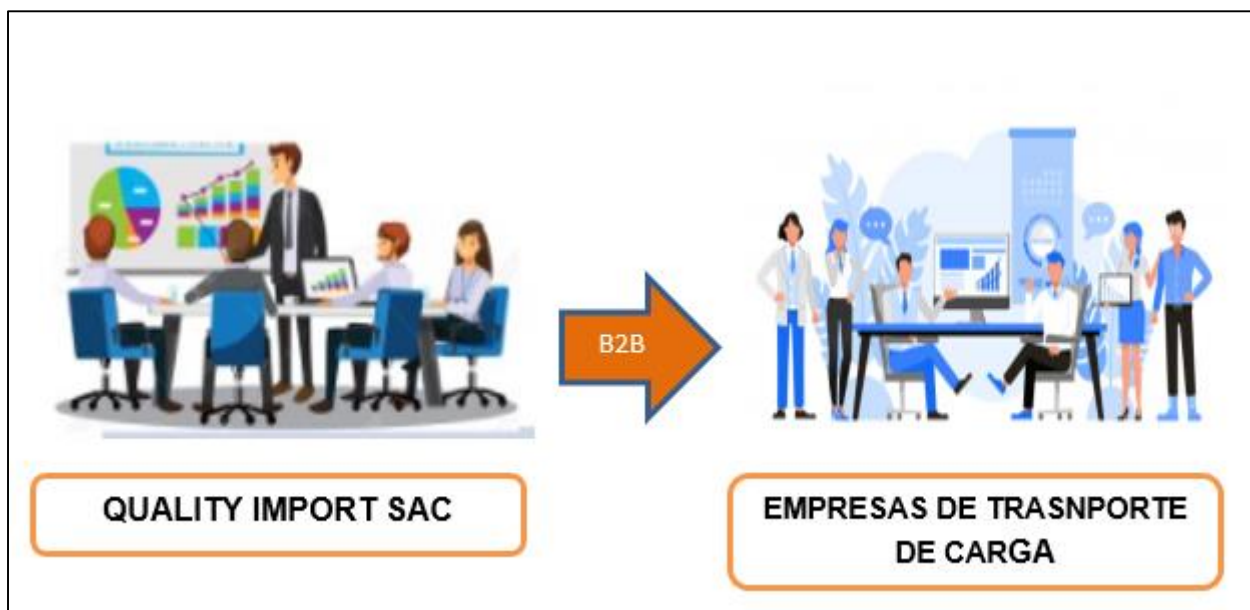 B2B
QUALITY IMPORT SAC
EMPRESAS DE TRASNPORTE
DE CARGA